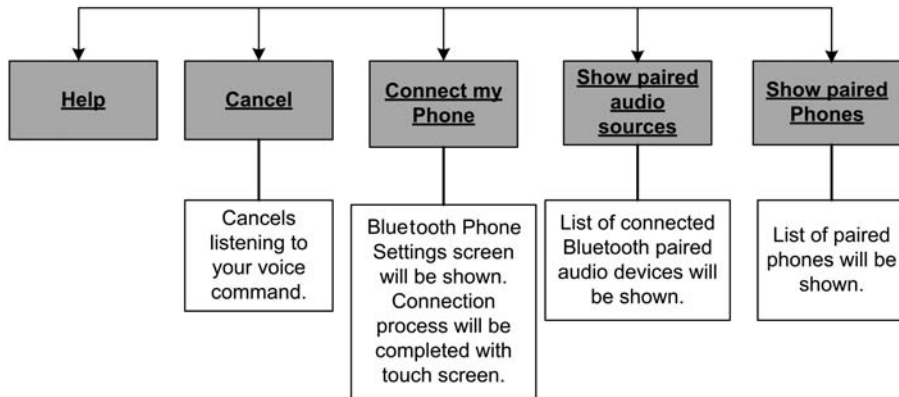 Help
Cancel
Connect my
Phone
Show paired
audio
sources
Show paired
Phones
Cancels
listening to
your voice
command.
Bluetooth Phone
Settings screen
will be shown.
Connection
process will be
completed with
touch screen.
List of connected
Bluetooth paired
audio devices will
be shown.
List of paired
phones will be
shown.